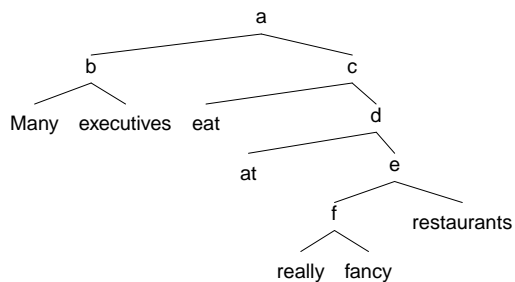 a
b c
Many executives eat d
at e
f restaurants
really fancy